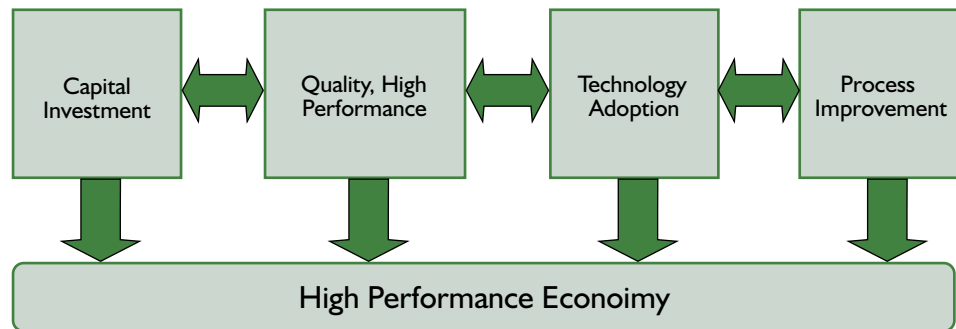 Capital
Investment
Quality, High
Performance
Technology
Adoption
Process
Improvement
High Performance Econoimy